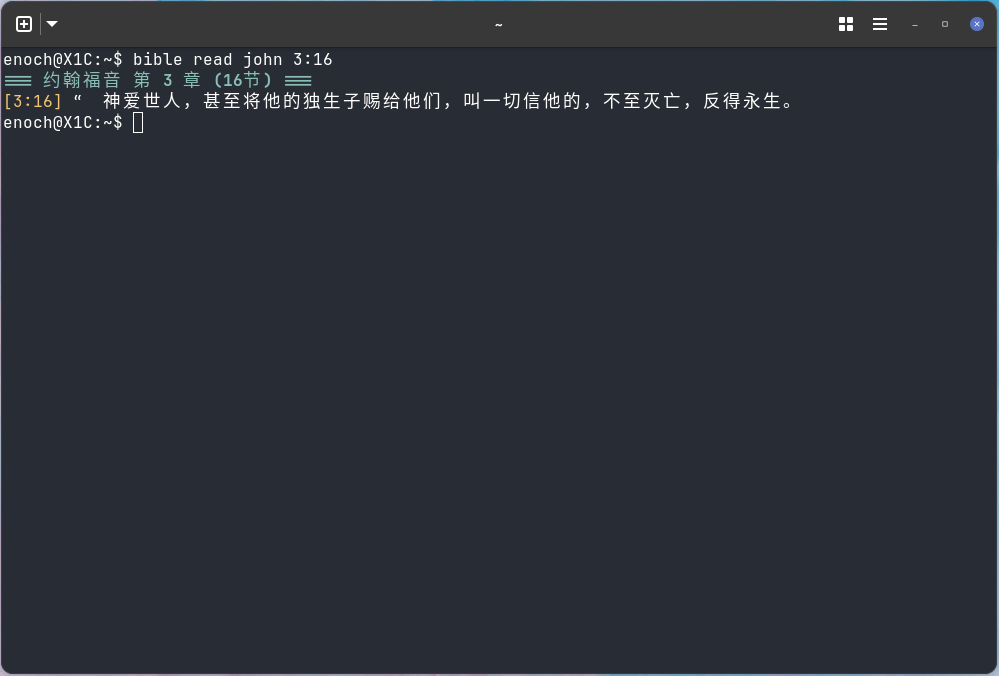 ~
enoch@X1C:~$ bible read john 3:16
=== 约翰福音 第 3 章 (16节) ===
[3:16] “　神爱世人，甚至将他的独生子赐给他们，叫一切信他的，不至灭亡，反得永生。
enoch@X1C:~$